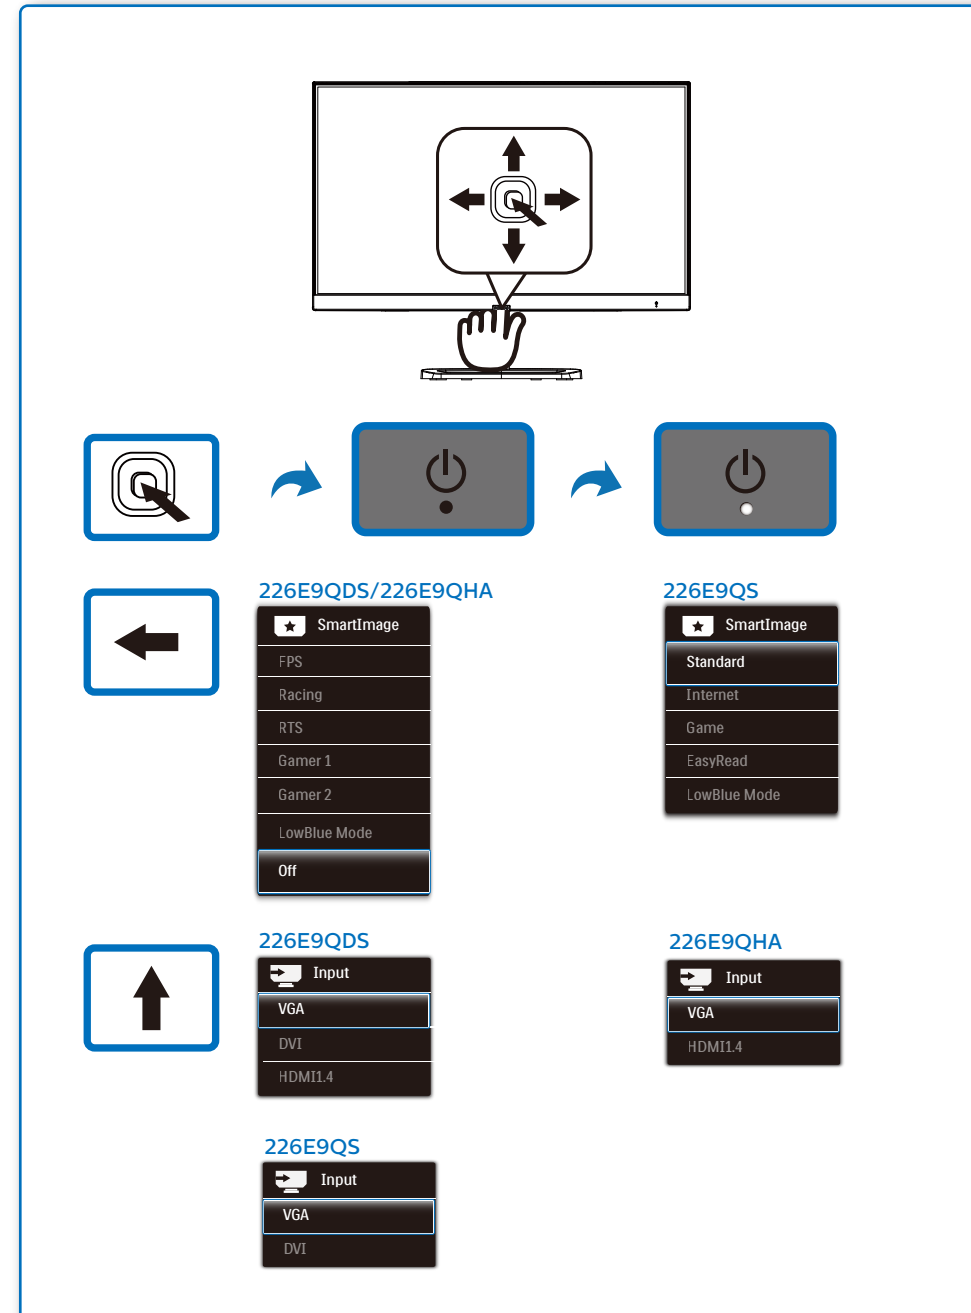 226E9QDS/226E9QHA
SmartImage
FPS
Racing
RTS
Gamer 1
Gamer 2
LowBlue Mode
Off
226E9QS
SmartImage
Standard
Internet
Game
EasyRead
LowBlue Mode
226E9QDS
Input
VGA
DVI
HDMI1.4
226E9QHA
Input
VGA
HDMI1.4
226E9QS
Input
VGA
DVI